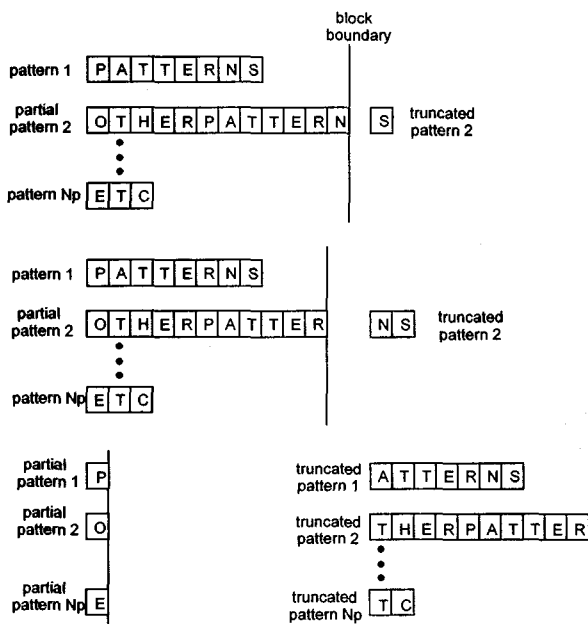 block
boundary
pattern 1 P A T T E R N S
partial
pattern 2 O T H E R P A T T E R N S truncated
pattern 2
pattern Np E T C
pattern 1 P A T T E R N S
partial
pattern 2 O T H E R P A T T E R N S truncated
pattern 2
pattern Np E T C
partial
pattern 1 P truncated
pattern 1 A T T E R N S
partial
pattern 2 O truncated
pattern 2 T H E R P A T T E R
partial
pattern Np E truncated
pattern Np T C